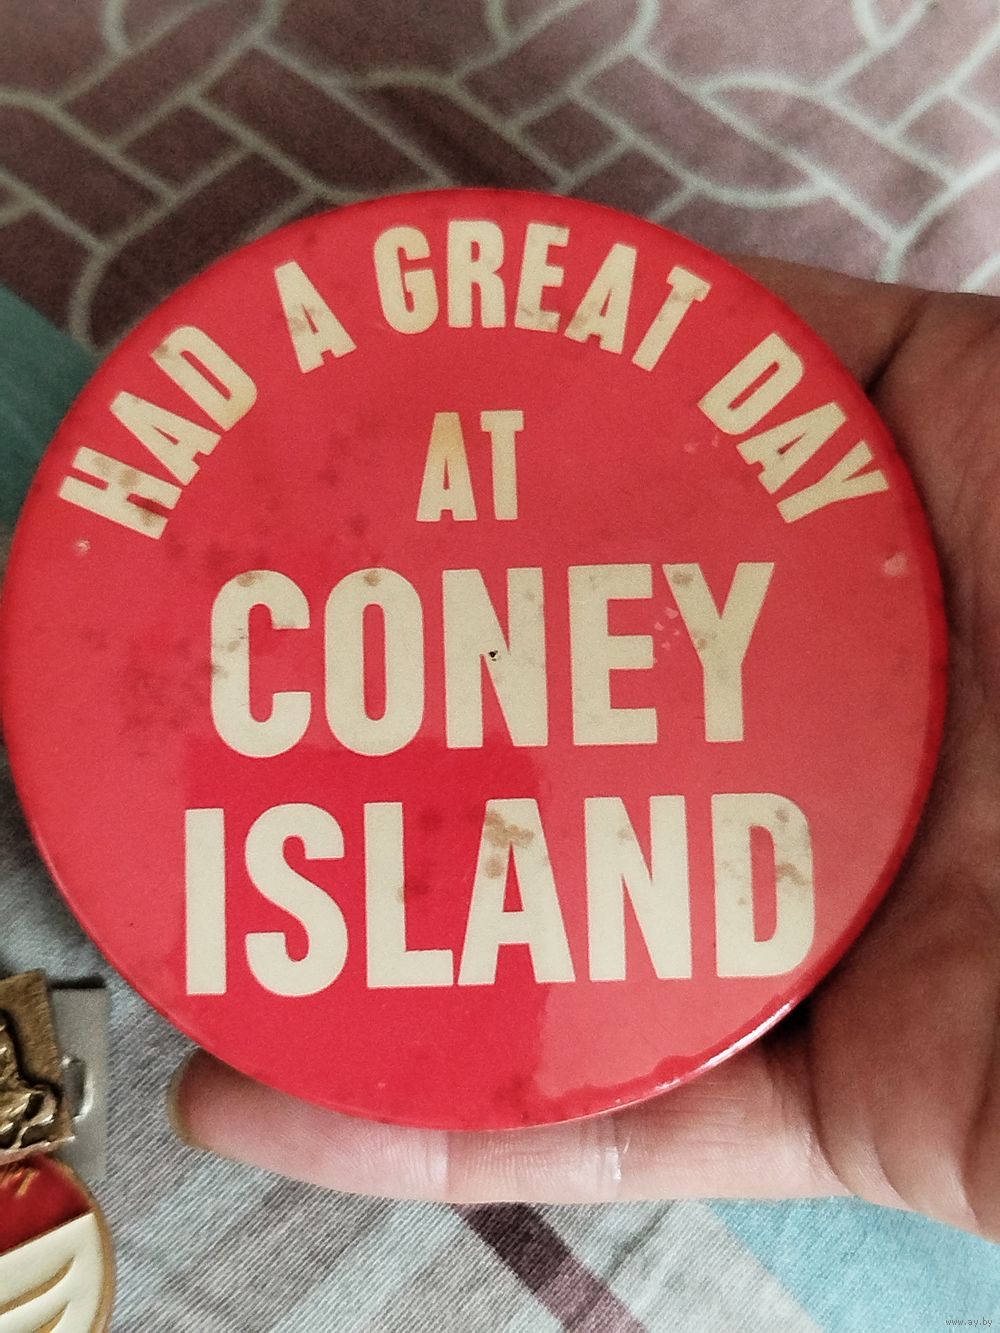 HAD A GREAT DAY
AT
CONEY
ISLAND
www.ay.by